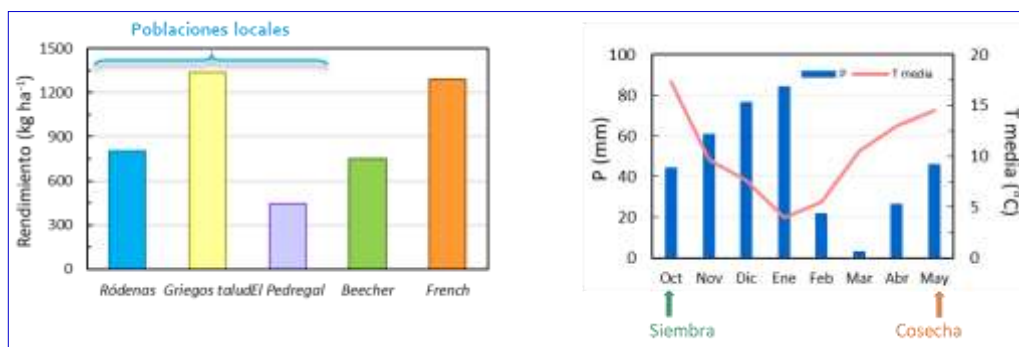 Poblaciones locales
Rendimiento (kg ha⁻¹)
1500
1200
900
600
300
0
Ródenas
Griegos talud
El Pedregal
Beecher
French
P
T media
P (mm)
100
80
60
40
20
0
T media (°C)
20
15
10
5
0
Oct Nov Dic Ene Feb Mar Abr May
Siembra
Cosecha